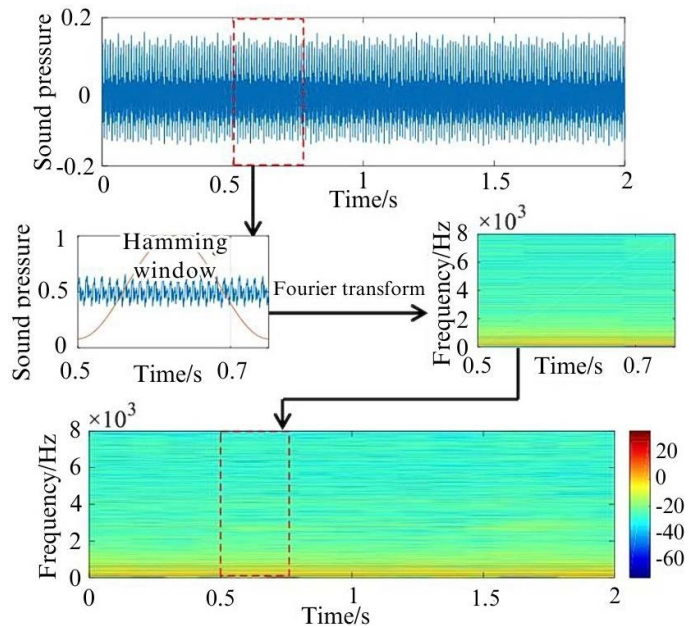 Sound pressure
0.2
0
-0.2
0 0.5 1 1.5 2
Time/s
Sound pressure
1
0.5
0
Hamming
window
0.5 0.7
Time/s
Fourier transform
Frequency/Hz
×10³
8
6
4
2
0
0.5 0.7
Time/s
Frequency/Hz
×10³
8
4
2
0
0 0.5 1 1.5 2
Time/s
20
0
-20
-40
-60